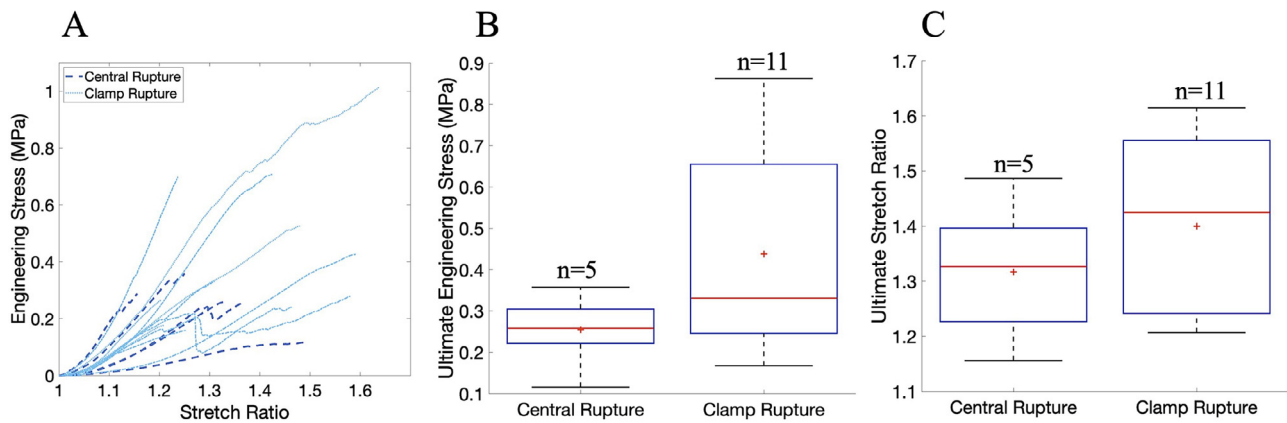 A
Central Rupture
Clamp Rupture
Engineering Stress (MPa)
1
0.8
0.6
0.4
0.2
0
1 1.1 1.2 1.3 1.4 1.5 1.6
Stretch Ratio
B
Ultimate Engineering Stress (MPa)
0.9
0.8
0.7
0.6
0.5
0.4
0.3
0.2
0.1
n=5
n=11
Central Rupture Clamp Rupture
C
Ultimate Stretch Ratio
1.7
1.6
1.5
1.4
1.3
1.2
1.1
n=5
n=11
Central Rupture Clamp Rupture